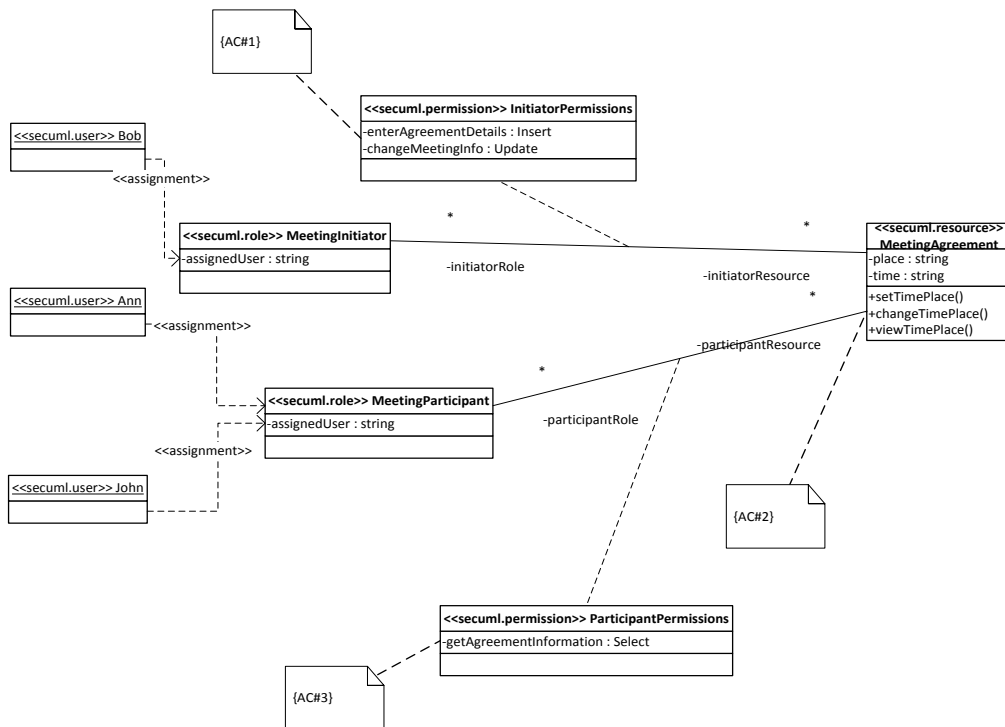 {AC#1}
<<secuml.permission>> InitiatorPermissions
-enterAgreementDetails : Insert
-changeMeetingInfo : Update
<<secuml.user>> Bob
<<assignment>>
<<secuml.role>> MeetingInitiator
-assignedUser : string
*
-initiatorRole
*
-initiatorResource
<<secuml.resource>>
MeetingAgreement
-place : string
-time : string
+setTimePlace()
+changeTimePlace()
+viewTimePlace()
<<secuml.user>> Ann
<<assignment>>
*
-participantResource
*
-participantRole
<<secuml.role>> MeetingParticipant
-assignedUser : string
<<assignment>>
<<secuml.user>> John
{AC#2}
<<secuml.permission>> ParticipantPermissions
-getAgreementInformation : Select
{AC#3}